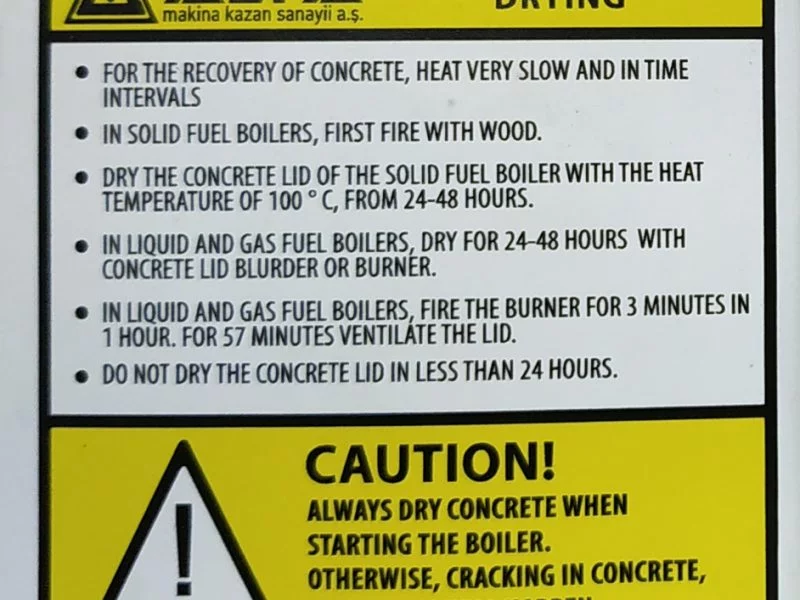 makina kazan sanayii a.ş.
DRYING
• FOR THE RECOVERY OF CONCRETE, HEAT VERY SLOW AND IN TIME
INTERVALS
• IN SOLID FUEL BOILERS, FIRST FIRE WITH WOOD.
• DRY THE CONCRETE LID OF THE SOLID FUEL BOILER WITH THE HEAT
TEMPERATURE OF 100 ° C, FROM 24-48 HOURS.
• IN LIQUID AND GAS FUEL BOILERS, DRY FOR 24-48 HOURS WITH
CONCRETE LID BLURDER OR BURNER.
• IN LIQUID AND GAS FUEL BOILERS, FIRE THE BURNER FOR 3 MINUTES IN
1 HOUR. FOR 57 MINUTES VENTILATE THE LID.
• DO NOT DRY THE CONCRETE LID IN LESS THAN 24 HOURS.
CAUTION!
ALWAYS DRY CONCRETE WHEN
STARTING THE BOILER.
OTHERWISE, CRACKING IN CONCRETE,